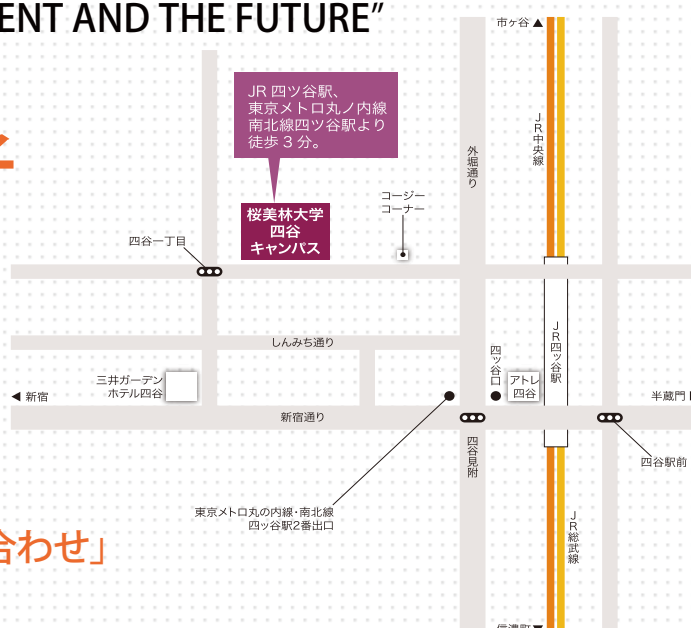 ENT AND THE FUTURE”
市ヶ谷▲
JR四ツ谷駅、
東京メトロ丸ノ内線
南北線四ツ谷駅より
徒歩3分。
JR中央線
外堀通り
コージー
コーナー
桜美林大学
四谷
キャンパス
四谷一丁目
しんみち通り
JR四ッ谷駅
四ッ谷口
三井ガーデン
ホテル四谷
アトレ
四谷
◀ 新宿
半蔵門
新宿通り
四谷見附
四谷駅前
東京メトロ丸の内線・南北線
四ッ谷駅2番出口
JR総武線
合わせ」
信濃町▼